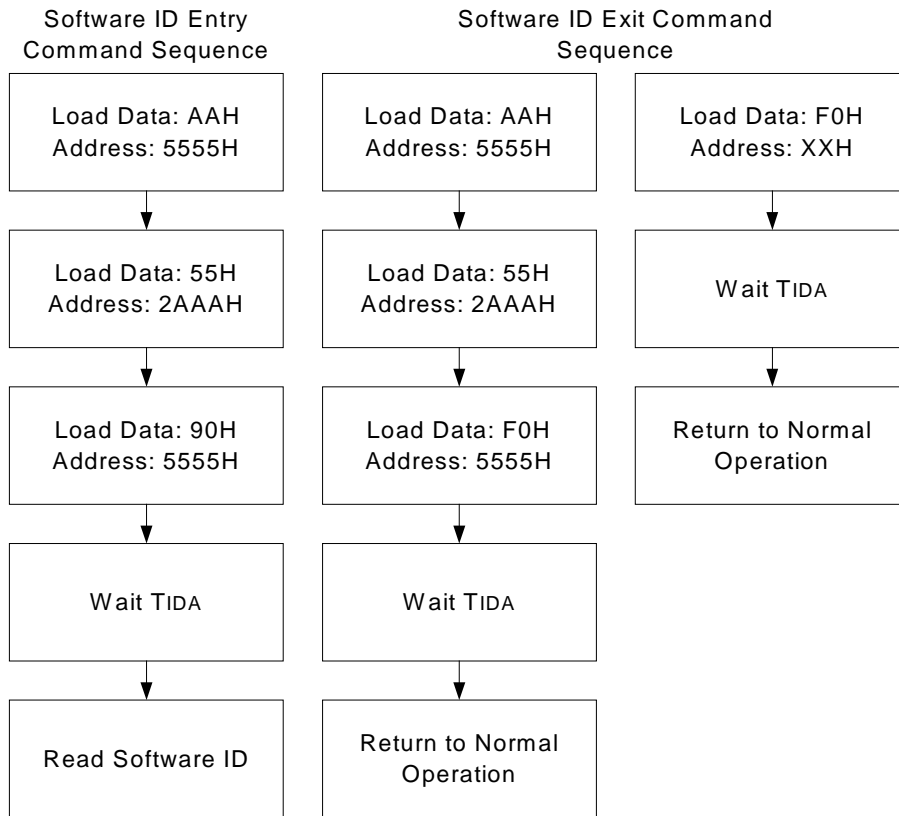 Software ID Entry
Command Sequence
Load Data: AAH
Address: 5555H
Load Data: 55H
Address: 2AAAH
Load Data: 90H
Address: 5555H
Wait TIDA
Read Software ID
Software ID Exit Command
Sequence
Load Data: AAH
Address: 5555H
Load Data: 55H
Address: 2AAAH
Load Data: F0H
Address: 5555H
Wait TIDA
Return to Normal
Operation
Load Data: F0H
Address: XXH
Wait TIDA
Return to Normal
Operation